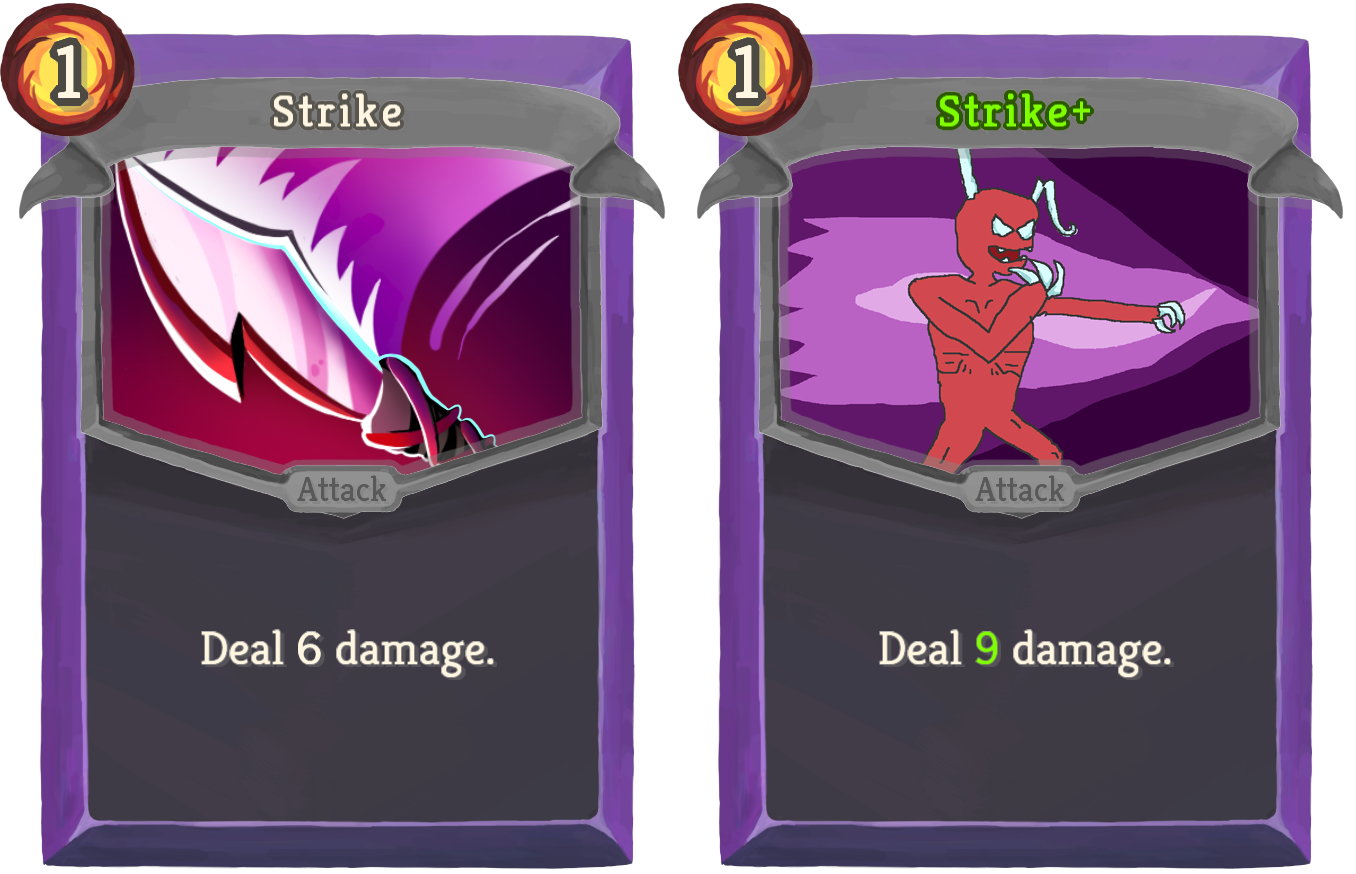 1
Strike
Attack
Deal 6 damage.
1
Strike+
Attack
Deal 9 damage.